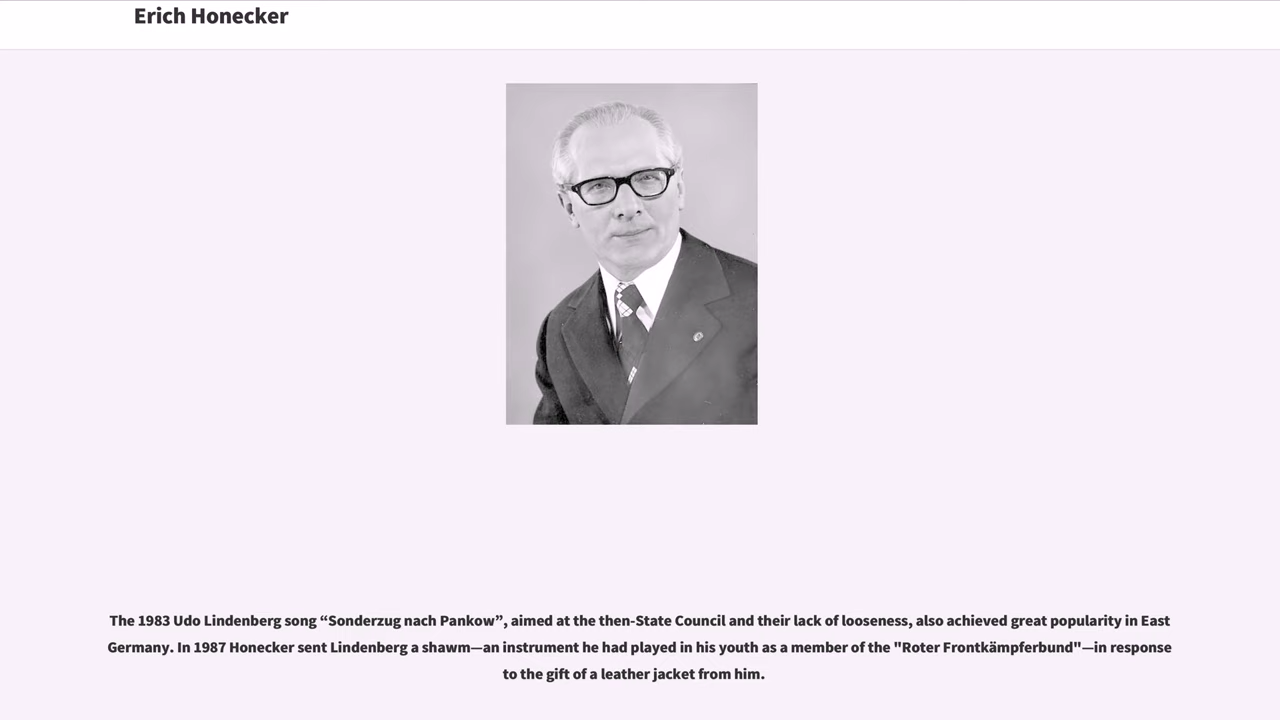 Erich Honecker
The 1983 Udo Lindenberg song “Sonderzug nach Pankow”, aimed at the then-State Council and their lack of looseness, also achieved great popularity in East
Germany. In 1987 Honecker sent Lindenberg a shawm—an instrument he had played in his youth as a member of the "Roter Frontkämpferbund"—in response
to the gift of a leather jacket from him.